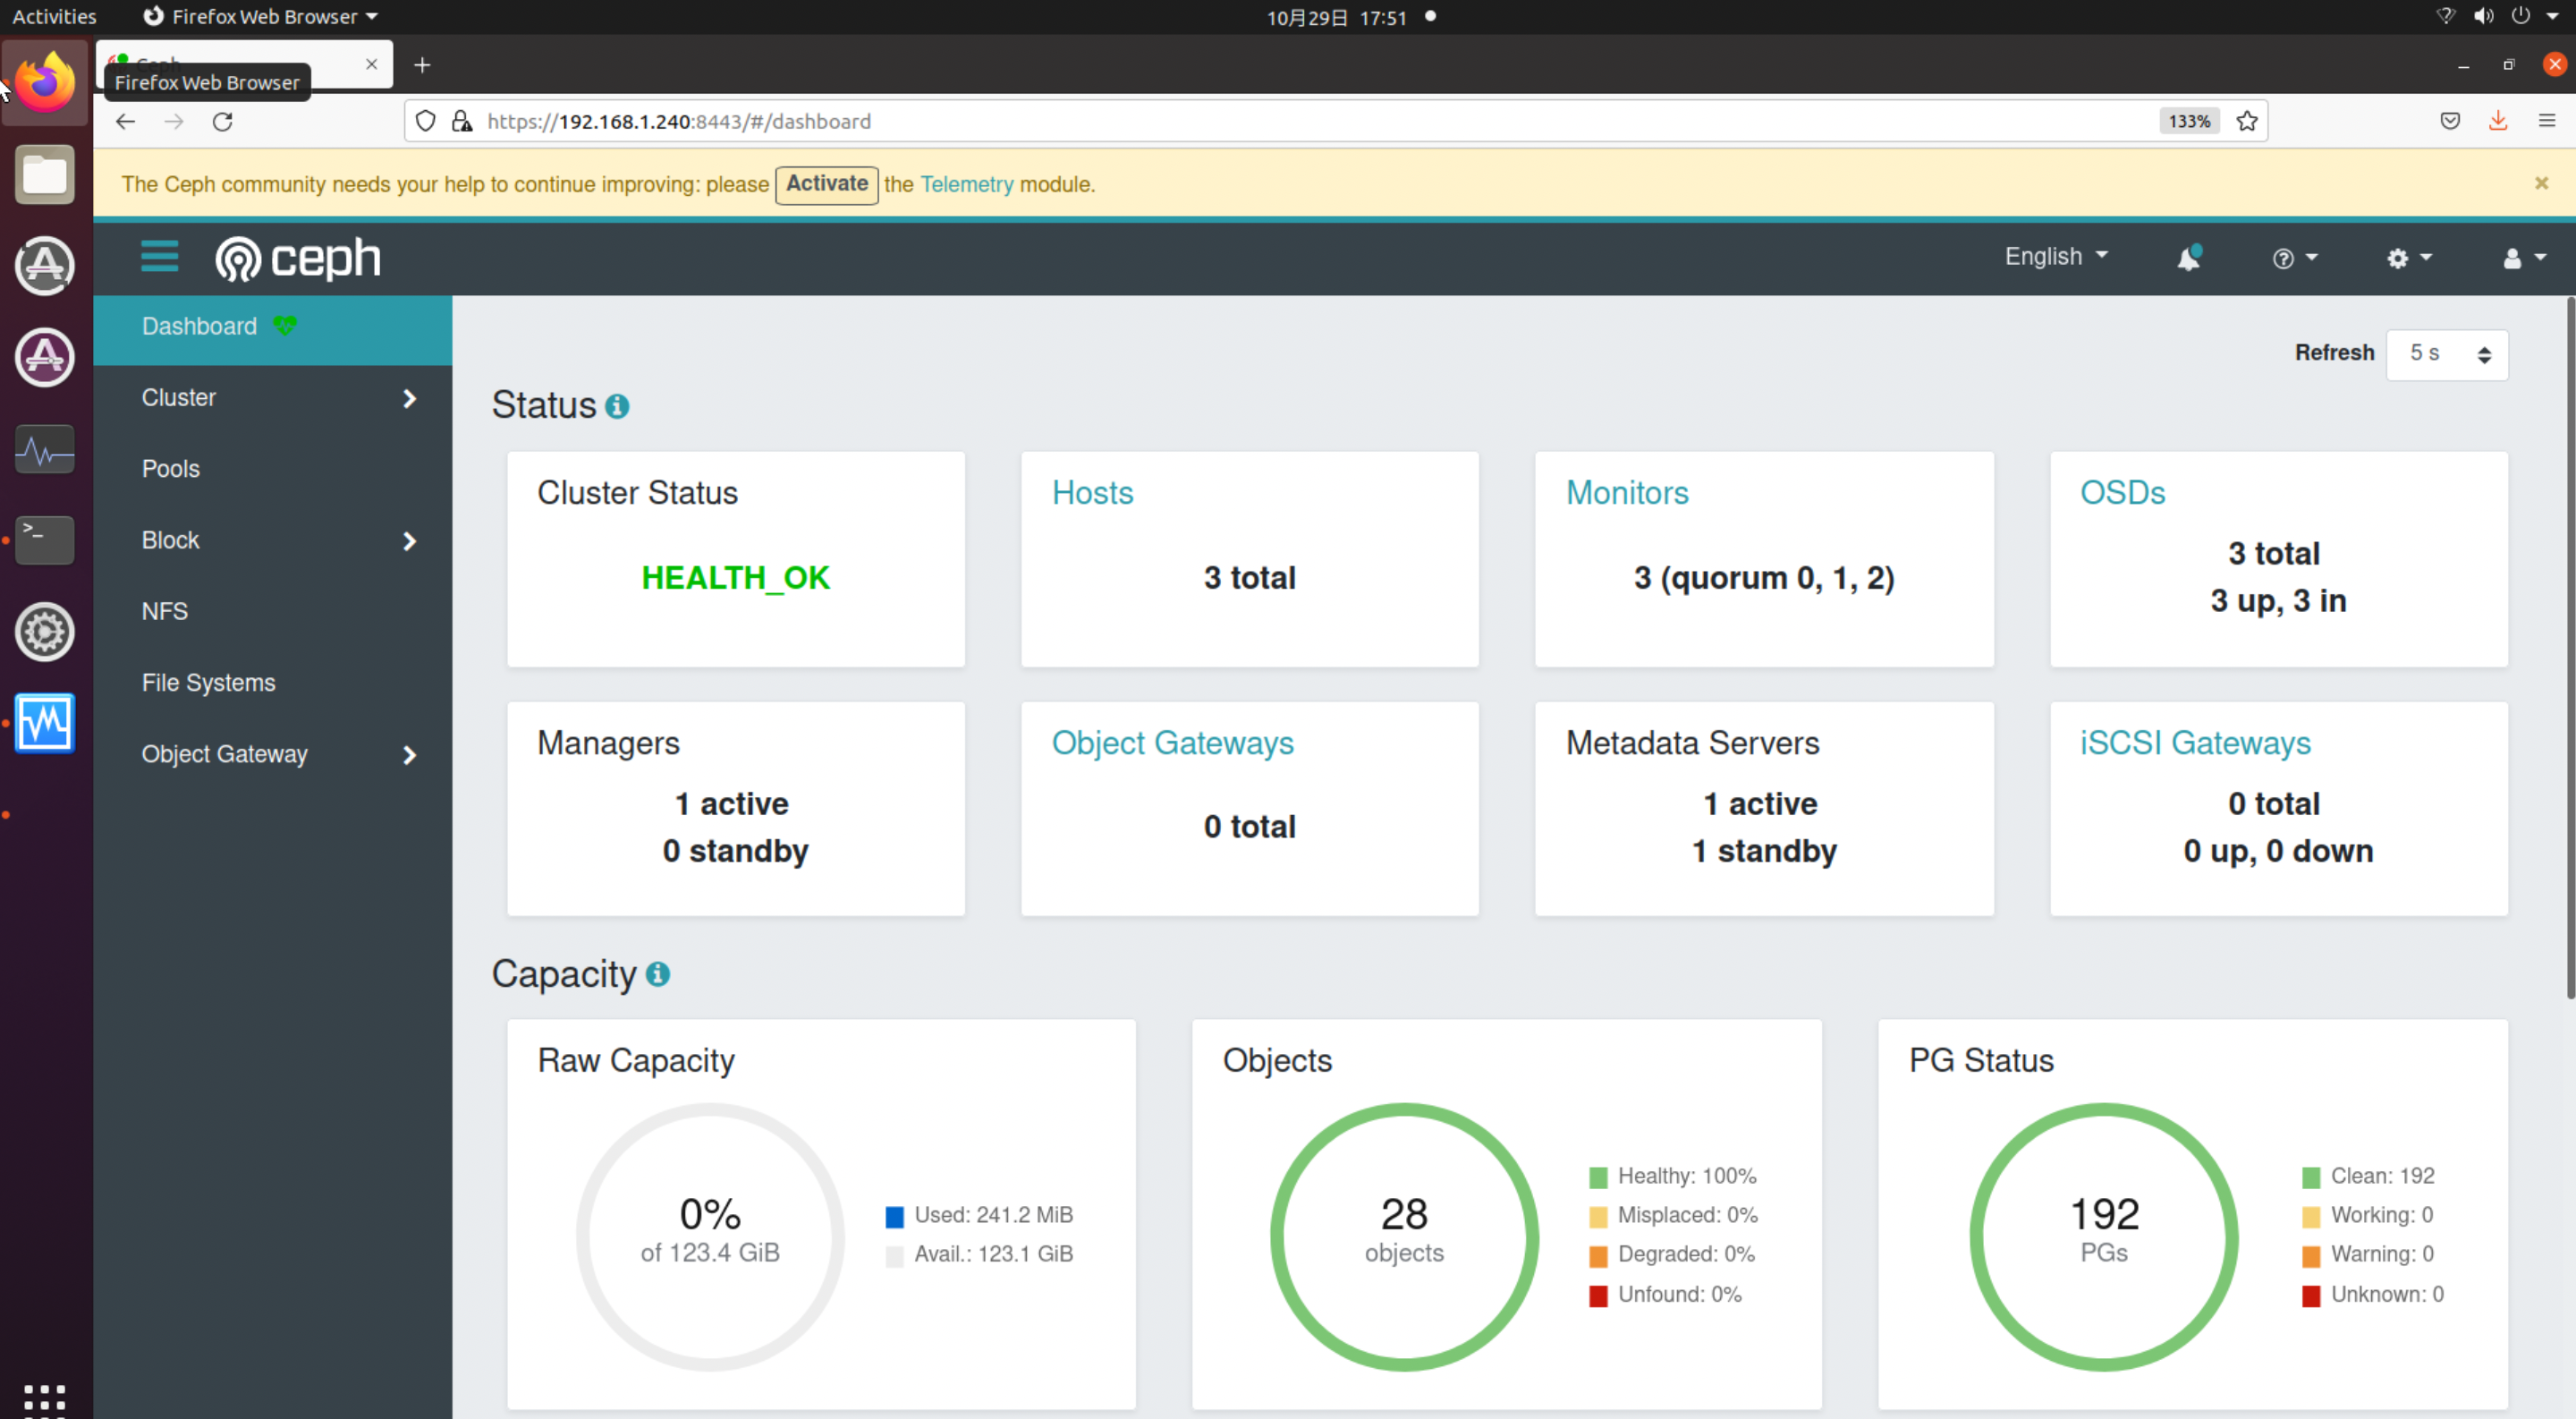 Activities
Firefox Web Browser
10月29日 17:51
Ceph
Firefox Web Browser
https://192.168.1.240:8443/#/dashboard
133%
The Ceph community needs your help to continue improving: please Activate the Telemetry module.
ceph
English
Dashboard
Cluster
Pools
Block
NFS
File Systems
Object Gateway
Refresh 5 s
Status
Cluster Status
HEALTH_OK
Hosts
3 total
Monitors
3 (quorum 0, 1, 2)
OSDs
3 total
3 up, 3 in
Managers
1 active
0 standby
Object Gateways
0 total
Metadata Servers
1 active
1 standby
iSCSI Gateways
0 total
0 up, 0 down
Capacity
Raw Capacity
0%
of 123.4 GiB
Used: 241.2 MiB
Avail.: 123.1 GiB
Objects
28
objects
Healthy: 100%
Misplaced: 0%
Degraded: 0%
Unfound: 0%
PG Status
192
PGs
Clean: 192
Working: 0
Warning: 0
Unknown: 0